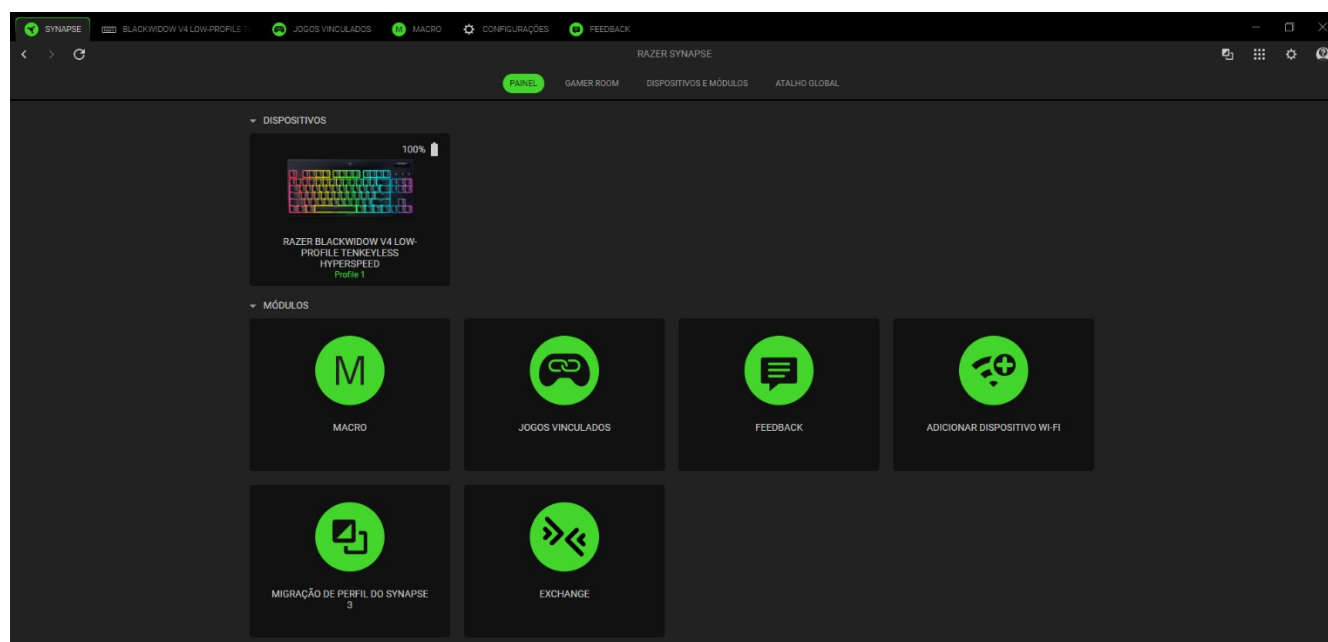 SYNAPSE
BLACKWIDOW V4 LOW-PROFILE T
JOGOS VINCULADOS
M MACRO
CONFIGURAÇÕES
FEEDBACK
RAZER SYNAPSE
PAINEL
GAMER ROOM
DISPOSITIVOS E MÓDULOS
ATALHO GLOBAL
DISPOSITIVOS
100%
RAZER BLACKWIDOW V4 LOW-
PROFILE TENKEYLESS
HYPERSPEED
Profile 1
MÓDULOS
M
MACRO
JOGOS VINCULADOS
FEEDBACK
ADICIONAR DISPOSITIVO WI-FI
MIGRAÇÃO DE PERFIL DO SYNAPSE
3
EXCHANGE